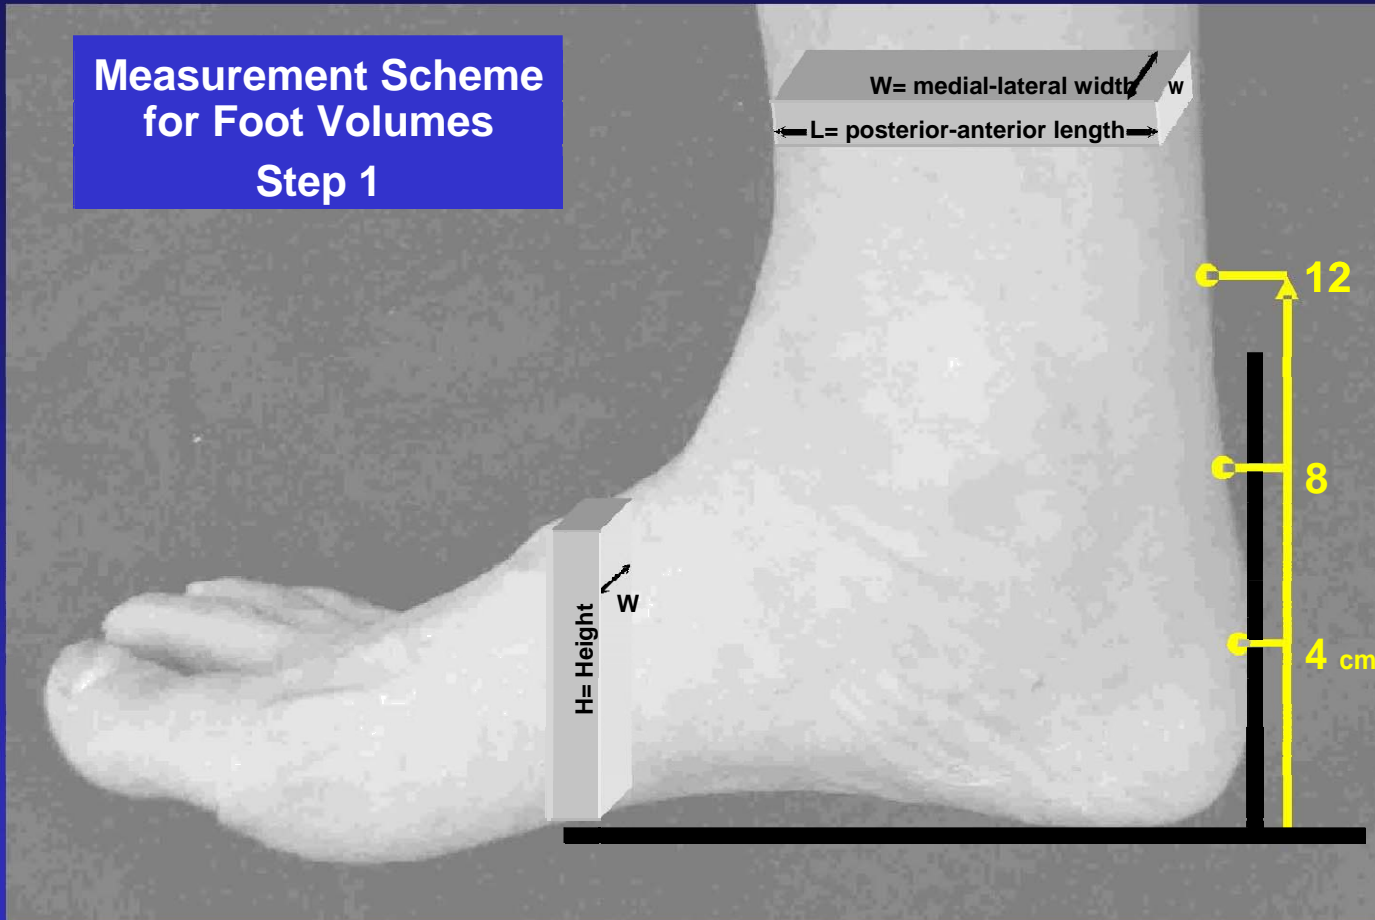 Measurement Scheme
for Foot Volumes
Step 1
W= medial-lateral width
w
L= posterior-anterior length
12
8
4 cm
W
H= Height